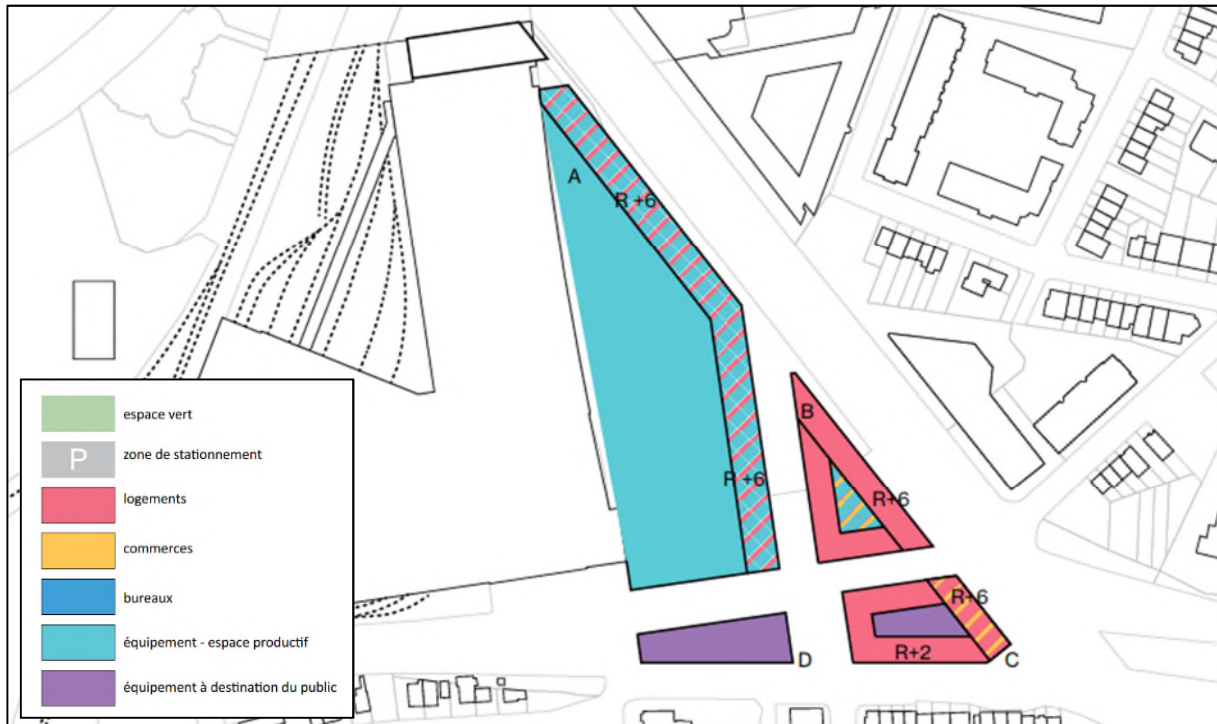 A
R +6
R +6
B
R+6
R+6
R+2
C
D
espace vert
P
zone de stationnement
logements
commerces
bureaux
équipement - espace productif
équipement à destination du public